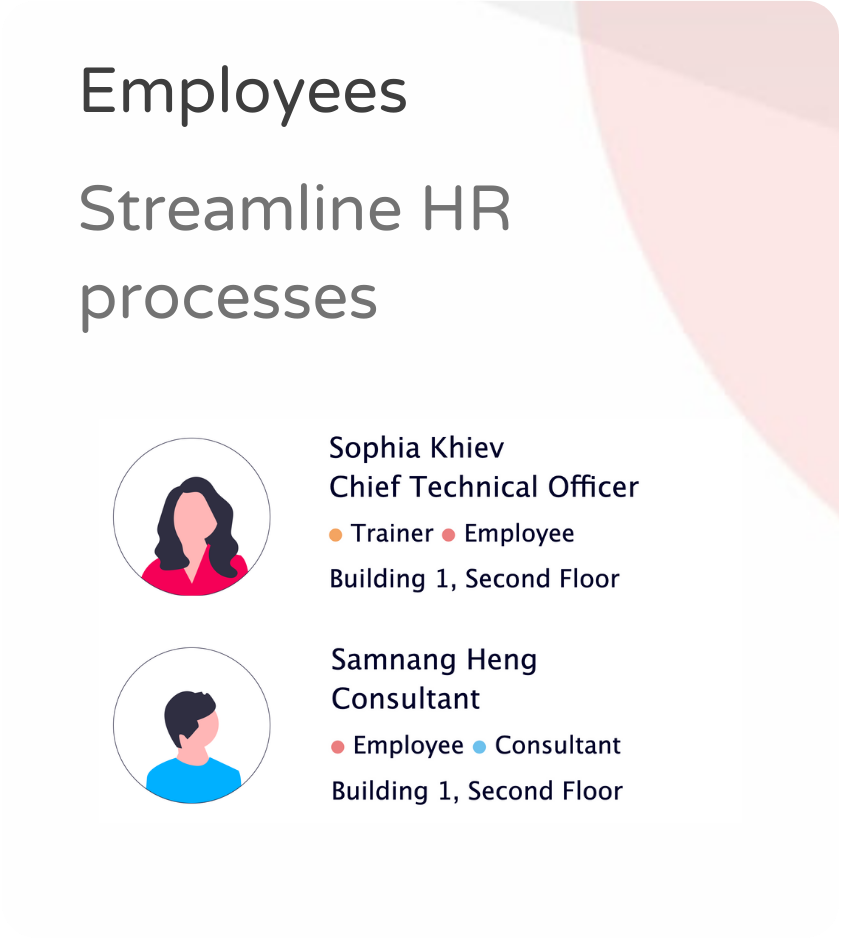 Employees
Streamline HR
processes
Sophia Khiev
Chief Technical Officer
Trainer Employee
Building 1, Second Floor
Samnang Heng
Consultant
Employee Consultant
Building 1, Second Floor